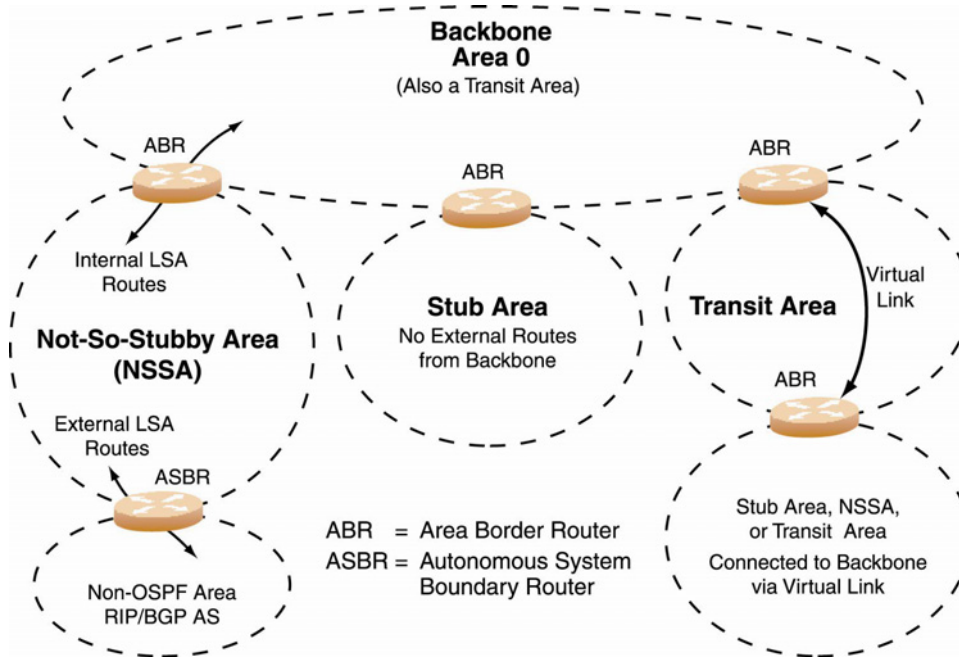 Backbone
Area 0
(Also a Transit Area)
ABR
ABR
ABR
Internal LSA
Routes
Not-So-Stubby Area
(NSSA)
External LSA
Routes
ASBR
Non-OSPF Area
RIP/BGP AS
Stub Area
No External Routes
from Backbone
Transit Area
Virtual
Link
ABR
Stub Area, NSSA,
or Transit Area
Connected to Backbone
via Virtual Link
ABR = Area Border Router
ASBR = Autonomous System
Boundary Router